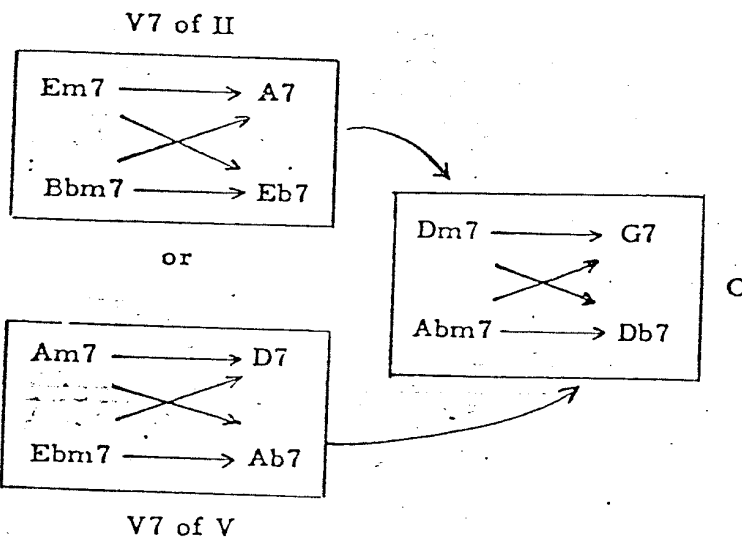 V7 of II
Em7 A7
Bbm7 Eb7
or
Am7 D7
Ebm7 Ab7
V7 of V
Dm7 G7
Abm7 Db7
C